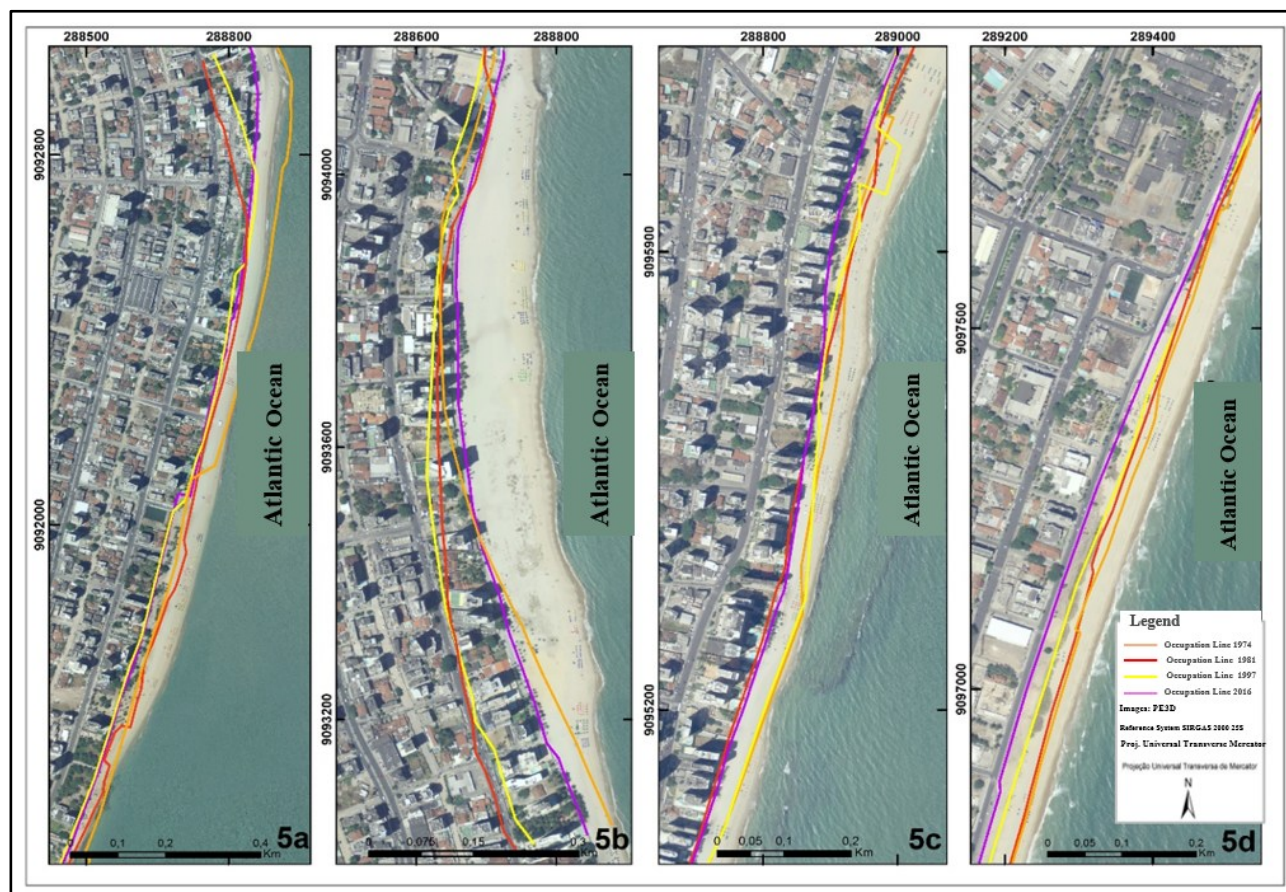 288500 288800
288600 288800
288800 289000
289200 289400
9092800
9092000
Atlantic Ocean
0 0,1 0,2 0,4
Km
5a
9094000
9093600
9093200
Atlantic Ocean
0 0,075 0,15 0,3
Km
5b
9095900
9095200
Atlantic Ocean
0 0,05 0,1 0,2
Km
5c
9097500
9097000
Atlantic Ocean
Legend
Occupation Line 1974
Occupation Line 1981
Occupation Line 1997
Occupation Line 2016
Images: PE3D
Reference System SIRGAS 2000 25S
Proj. Universal Transverse Mercator
Projeção Universal Transversa de Mercator
N
0 0,05 0,1 0,2
Km
5d